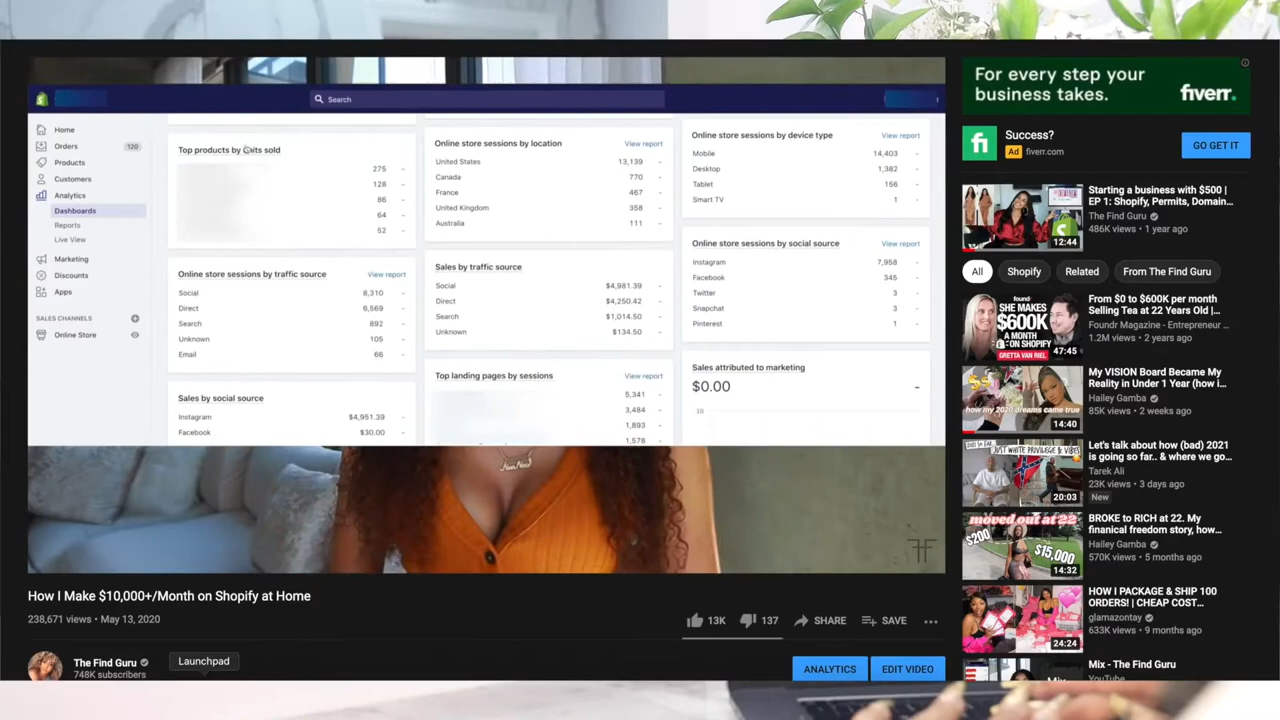 Search
Home
Orders 120
Products
Customers
Analytics
Dashboards
Reports
Live View
Marketing
Discounts
Apps
SALES CHANNELS
Online Store
Top products by units sold
275 -
128 -
86 -
64 -
52 -
Online store sessions by traffic source View report
Social 8,310 -
Direct 6,569 -
Search 892 -
Unknown 105 -
Email 66 -
Sales by social source
Instagram $4,951.39 -
Facebook $30.00 -
Online store sessions by location View report
United States 13,139 -
Canada 770 -
France 467 -
United Kingdom 358 -
Australia 111 -
Sales by traffic source
Social $4,981.39 -
Direct $4,250.42 -
Search $1,014.50 -
Unknown $134.50 -
Top landing pages by sessions View report
5,341 -
3,484 -
1,893 -
1,578 -
Online store sessions by device type View report
Mobile 14,403 -
Desktop 1,382 -
Tablet 156 -
Smart TV 1 -
Online store sessions by social source View report
Instagram 7,958 -
Facebook 345 -
Twitter 3 -
Snapchat 3 -
Pinterest 1 -
Sales attributed to marketing
$0.00 -
10
How I Make $10,000+/Month on Shopify at Home
238,671 views • May 13, 2020
13K 137 SHARE SAVE
The Find Guru
748K subscribers
Launchpad
ANALYTICS EDIT VIDEO
For every step your
business takes.
fiverr.
Success?
Ad fiverr.com
GO GET IT
Starting a business with $500 |
EP 1: Shopify, Permits, Domain...
The Find Guru
486K views • 1 year ago
12:44
All Shopify Related From The Find Guru
found
SHE MAKES
$600K
A MONTH
ON SHOPIFY
GRETTA VAN RIEL
47:45
From $0 to $600K per month
Selling Tea at 22 Years Old |...
Foundr Magazine - Entrepreneur ...
1.2M views • 2 years ago
how my 2020 dreams came true
14:40
My VISION Board Became My
Reality in Under 1 Year (how i...
Hailey Gamba
85K views • 2 weeks ago
JUST WHITE PRIVILEGE & VIBES
20:03
Let's talk about how (bad) 2021
is going so far.. & where we go...
Tarek Ali
23K views • 3 days ago
New
moved out at 22
$200
$15,000
14:32
BROKE to RICH at 22. My
finanical freedom story, how...
Hailey Gamba
570K views • 5 months ago
24:24
HOW I PACKAGE & SHIP 100
ORDERS! | CHEAP COST...
glamazontay
633K views • 9 months ago
Mix - The Find Guru
YouTube